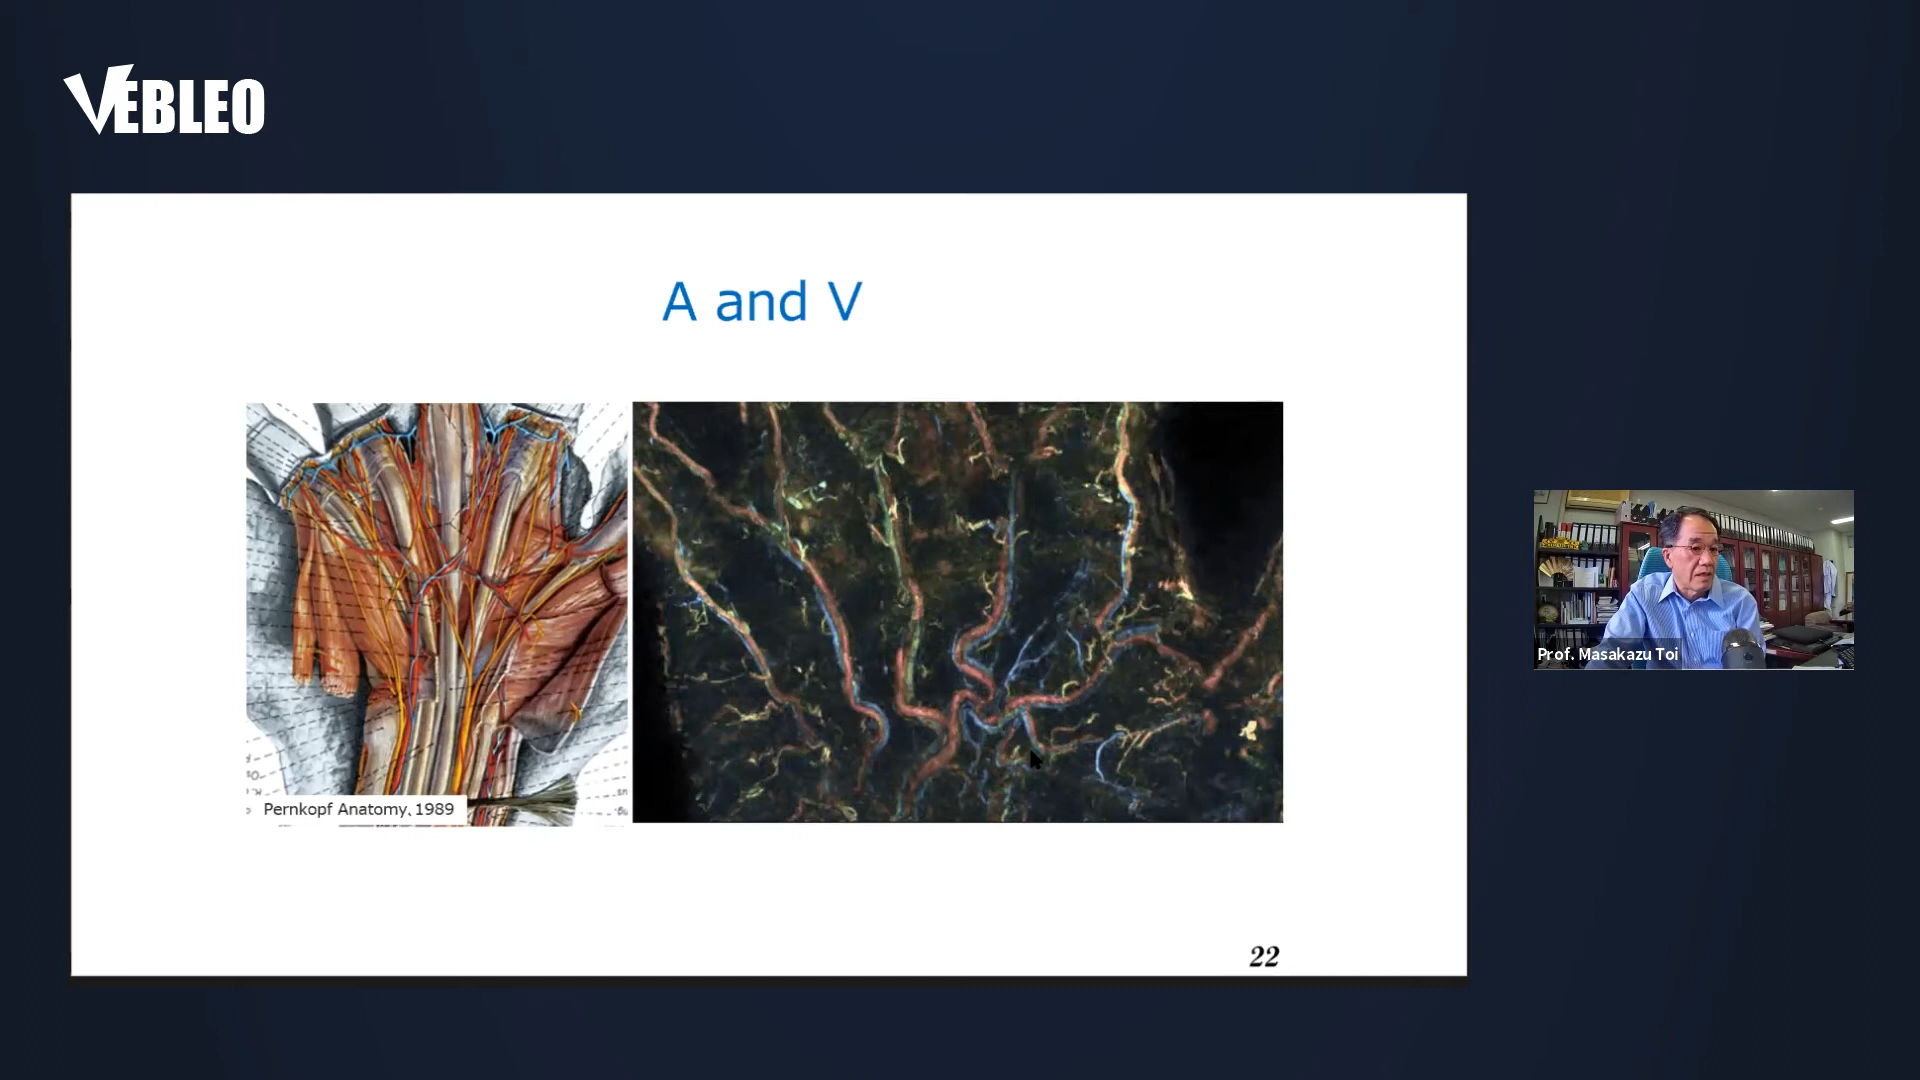 VEBLEO
A and V
Pernkopf Anatomy, 1989
22
Prof. Masakazu Toi